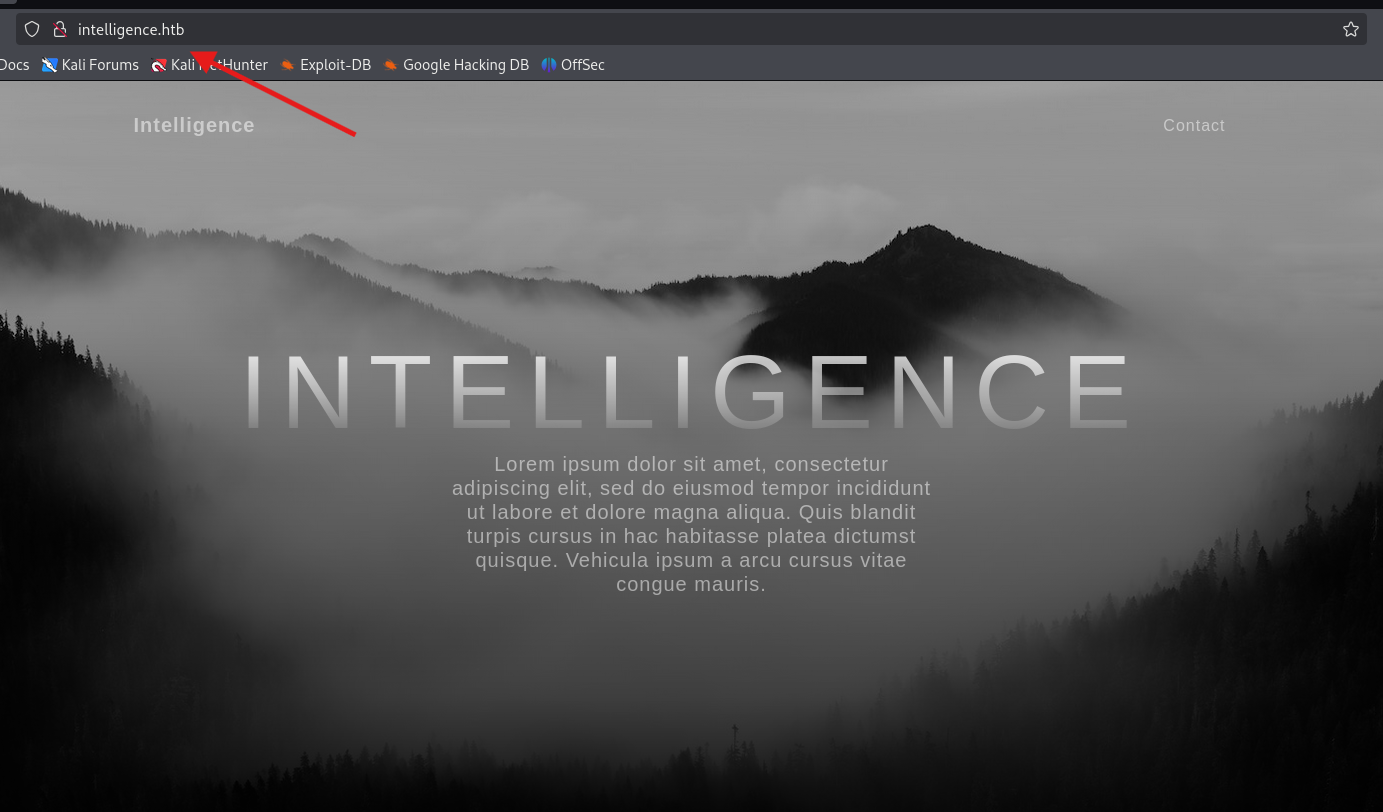 intelligence.htb
Docs Kali Forums Kali NetHunter Exploit-DB Google Hacking DB OffSec
Intelligence Contact
INTELLIGENCE
Lorem ipsum dolor sit amet, consectetur
adipiscing elit, sed do eiusmod tempor incididunt
ut labore et dolore magna aliqua. Quis blandit
turpis cursus in hac habitasse platea dictumst
quisque. Vehicula ipsum a arcu cursus vitae
congue mauris.